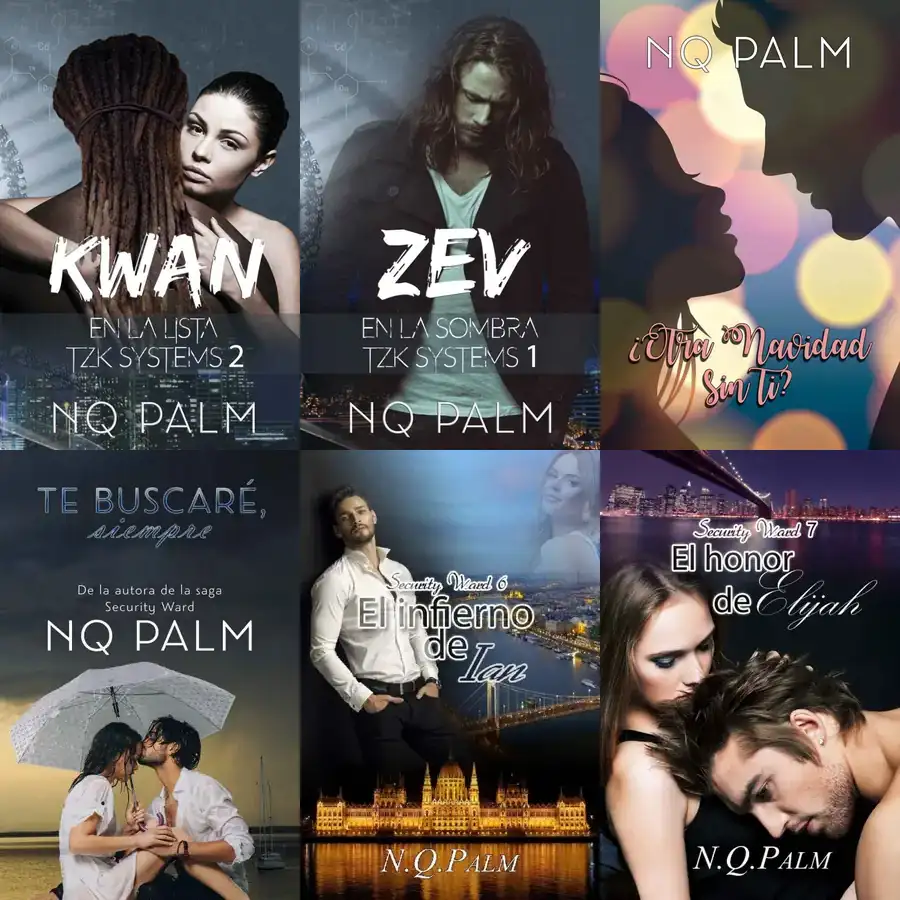 KWAN
EN LA LISTA
TZK SYSTEMS 2
NQ PALM
ZEV
EN LA SOMBRA
TZK SYSTEMS 1
NQ PALM
NQ PALM
¿Otra Navidad
Sin Ti?
TE BUSCARÉ,
siempre
De la autora de la saga
Security Ward
NQ PALM
Security Ward 6
El infierno
de
Ian
N.Q.PALM
Security Ward 7
El honor
de Elijah
N.Q.PALM